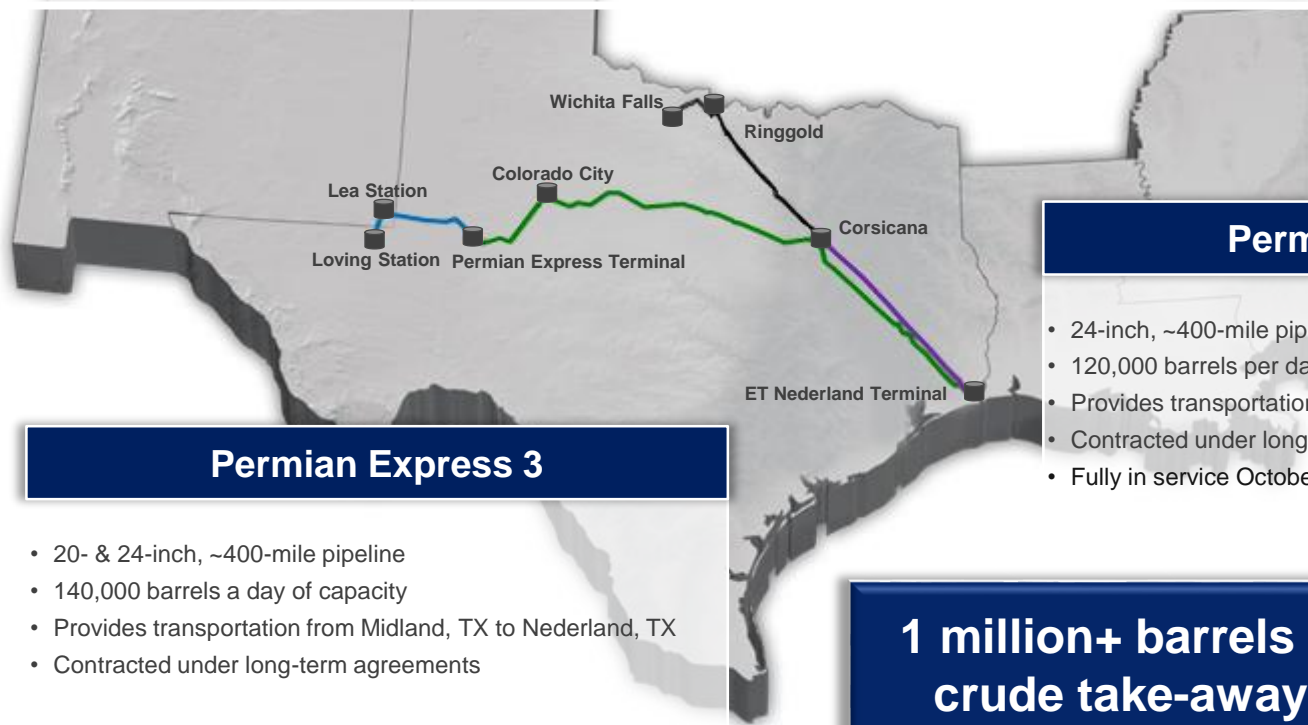 Wichita Falls
Ringgold
Colorado City
Lea Station
Corsicana
Loving Station
Permian Express Terminal
ET Nederland Terminal
Permian Express 3
• 20- & 24-inch, ~400-mile pipeline
• 140,000 barrels a day of capacity
• Provides transportation from Midland, TX to Nederland, TX
• Contracted under long-term agreements
Perm
• 24-inch, ~400-mile pip
• 120,000 barrels per da
• Provides transportation
• Contracted under long
• Fully in service Octobe
1 million+ barrels
crude take-away